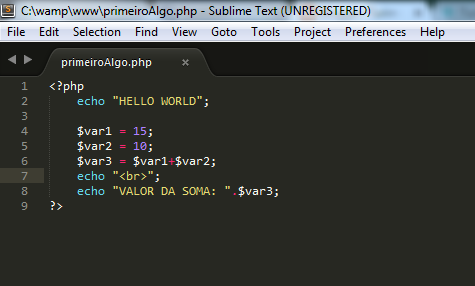 C:\wamp\www\primeiroAlgo.php - Sublime Text (UNREGISTERED)
File Edit Selection Find View Goto Tools Project Preferences Help
primeiroAlgo.php ×
1 <?php
2 echo "HELLO WORLD";
3
4 $var1 = 15;
5 $var2 = 10;
6 $var3 = $var1+$var2;
7 echo "<br>";
8 echo "VALOR DA SOMA: ".$var3;
9 ?>